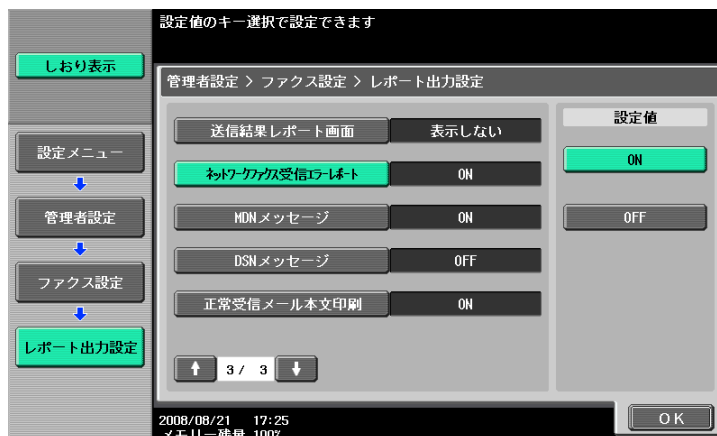 設定値のキー選択で設定できます
しおり表示
管理者設定 > ファクス設定 > レポート出力設定
設定メニュー
管理者設定
ファクス設定
レポート出力設定
送信結果レポート画面 表示しない
ネットワークファクス受信エラーレポート ON
MDNメッセージ ON
DSNメッセージ OFF
正常受信メール本文印刷 ON
↑ 3/ 3 ↓
設定値
ON
OFF
2008/08/21 17:25
メモリー残量 100%
OK